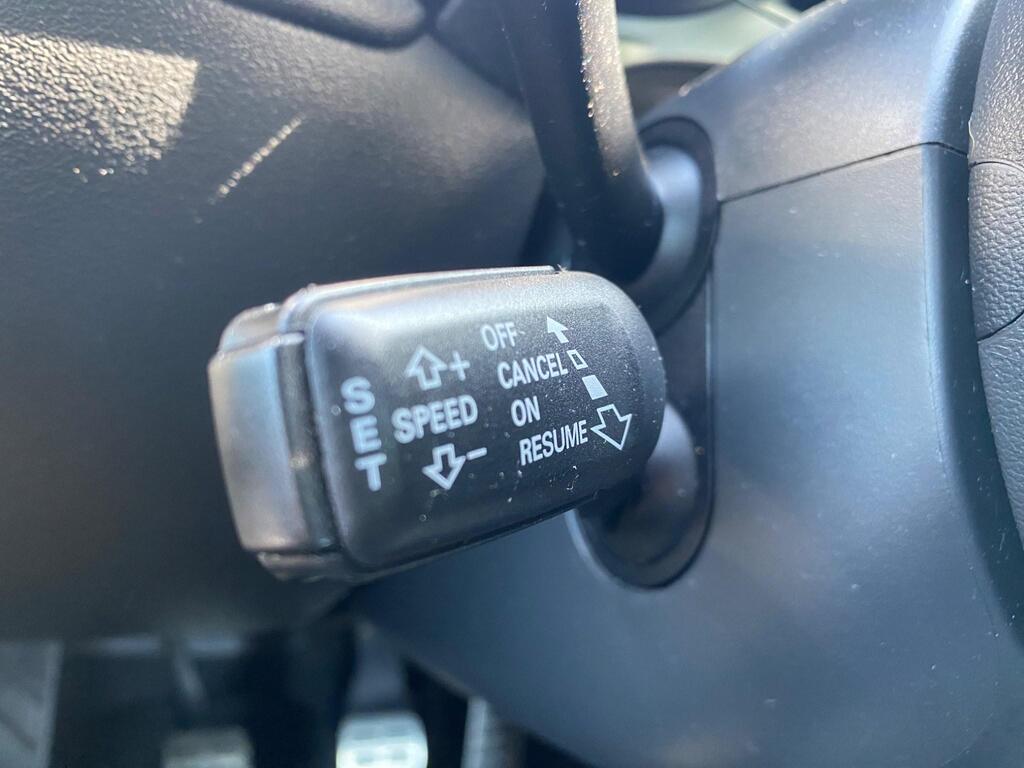 SET
+
SPEED
-
OFF
CANCEL
ON
RESUME